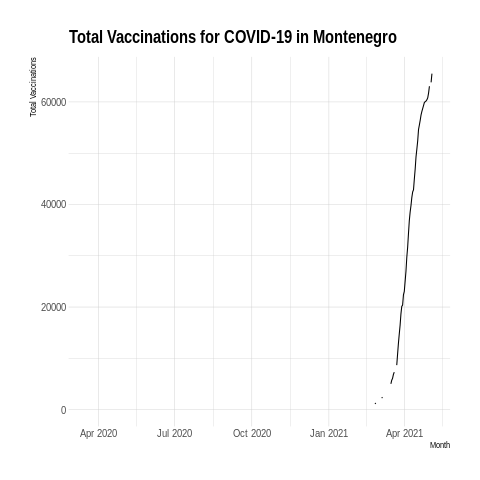 Total Vaccinations for COVID-19 in Montenegro
Total Vaccinations
60000
40000
20000
0
Apr 2020 Jul 2020 Oct 2020 Jan 2021 Apr 2021
Month